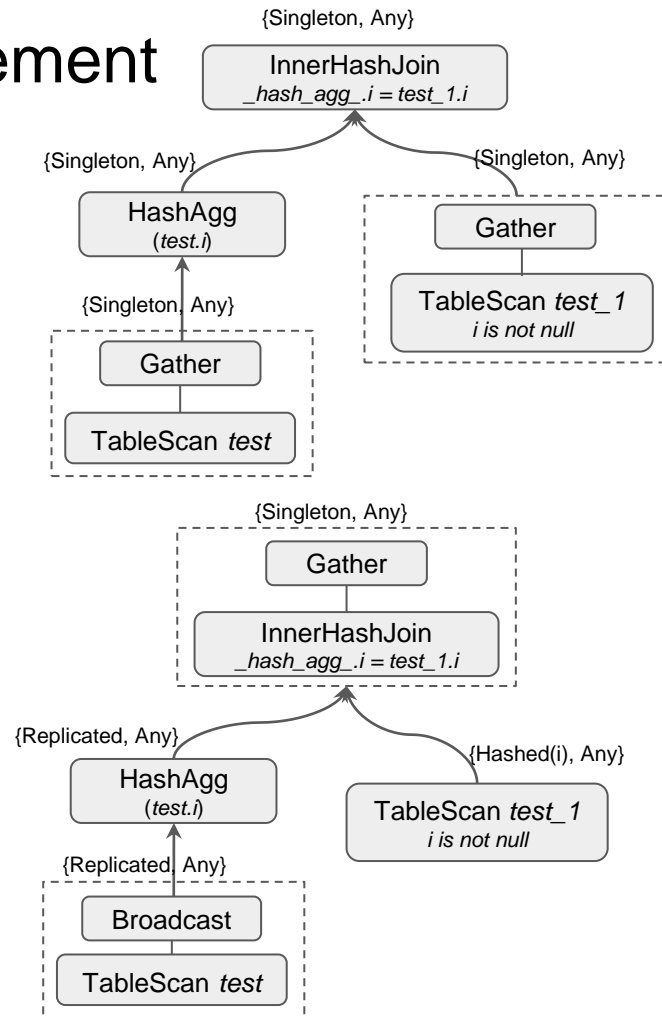 {Singleton, Any}
ement
InnerHashJoin
_hash_agg_.i = test_1.i
{Singleton, Any}
{Singleton, Any}
HashAgg
(test.i)
Gather
TableScan test_1
i is not null
{Singleton, Any}
Gather
TableScan test
{Singleton, Any}
Gather
InnerHashJoin
_hash_agg_.i = test_1.i
{Replicated, Any}
{Hashed(i), Any}
HashAgg
(test.i)
TableScan test_1
i is not null
{Replicated, Any}
Broadcast
TableScan test